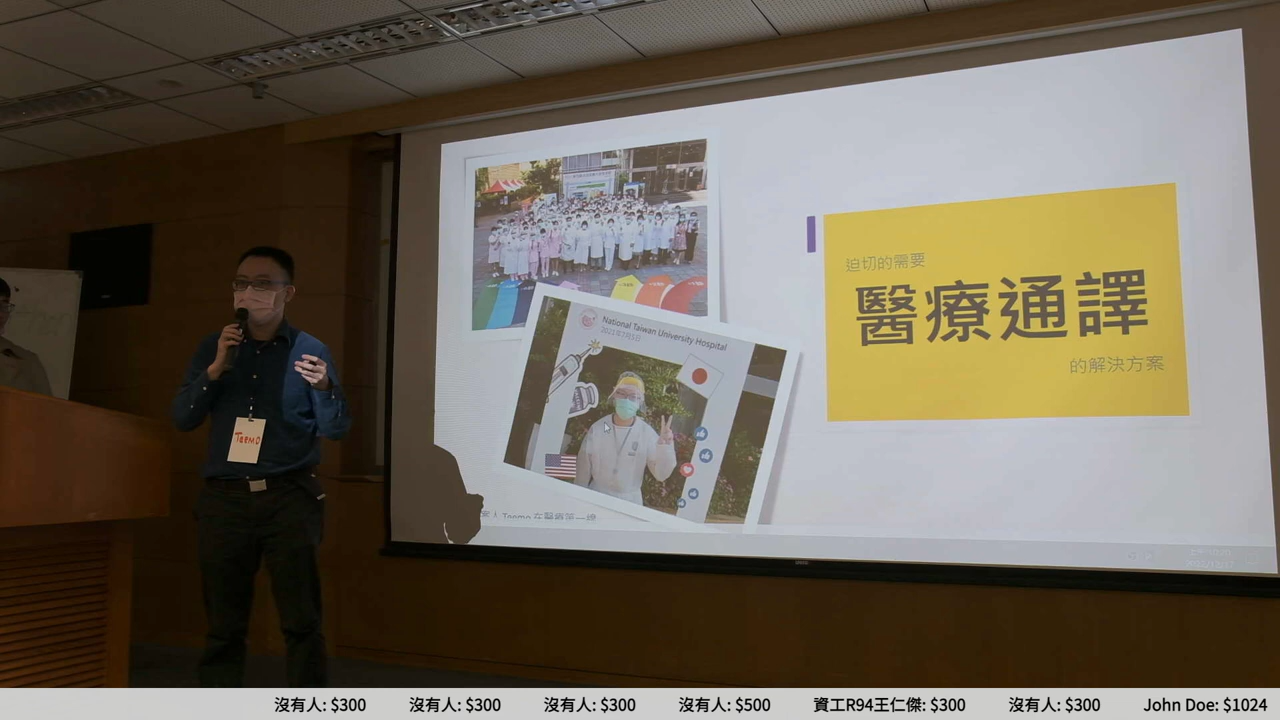 迫切的需要
醫療通譯
的解決方案
National Taiwan University Hospital
TEEMO
沒有人: $300
沒有人: $300
沒有人: $300
沒有人: $500
資工R94王仁傑: $300
沒有人: $300
John Doe: $1024